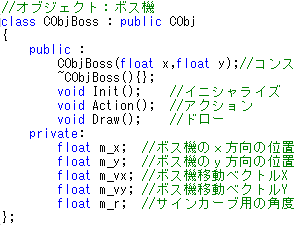 //オブジェクト：ボス機
class CObjBoss : public CObj
{
public :
CObjBoss(float x,float y);//コンス
~CObjBoss(){};
void Init(); //イニシャライズ
void Action(); //アクション
void Draw(); //ドロー
private:
float m_x; //ボス機のｘ方向の位置
float m_y; //ボス機のｙ方向の位置
float m_vx; //ボス機移動ベクトルX
float m_vy; //ボス機移動ベクトルY
float m_r; //サインカーブ用の角度
};